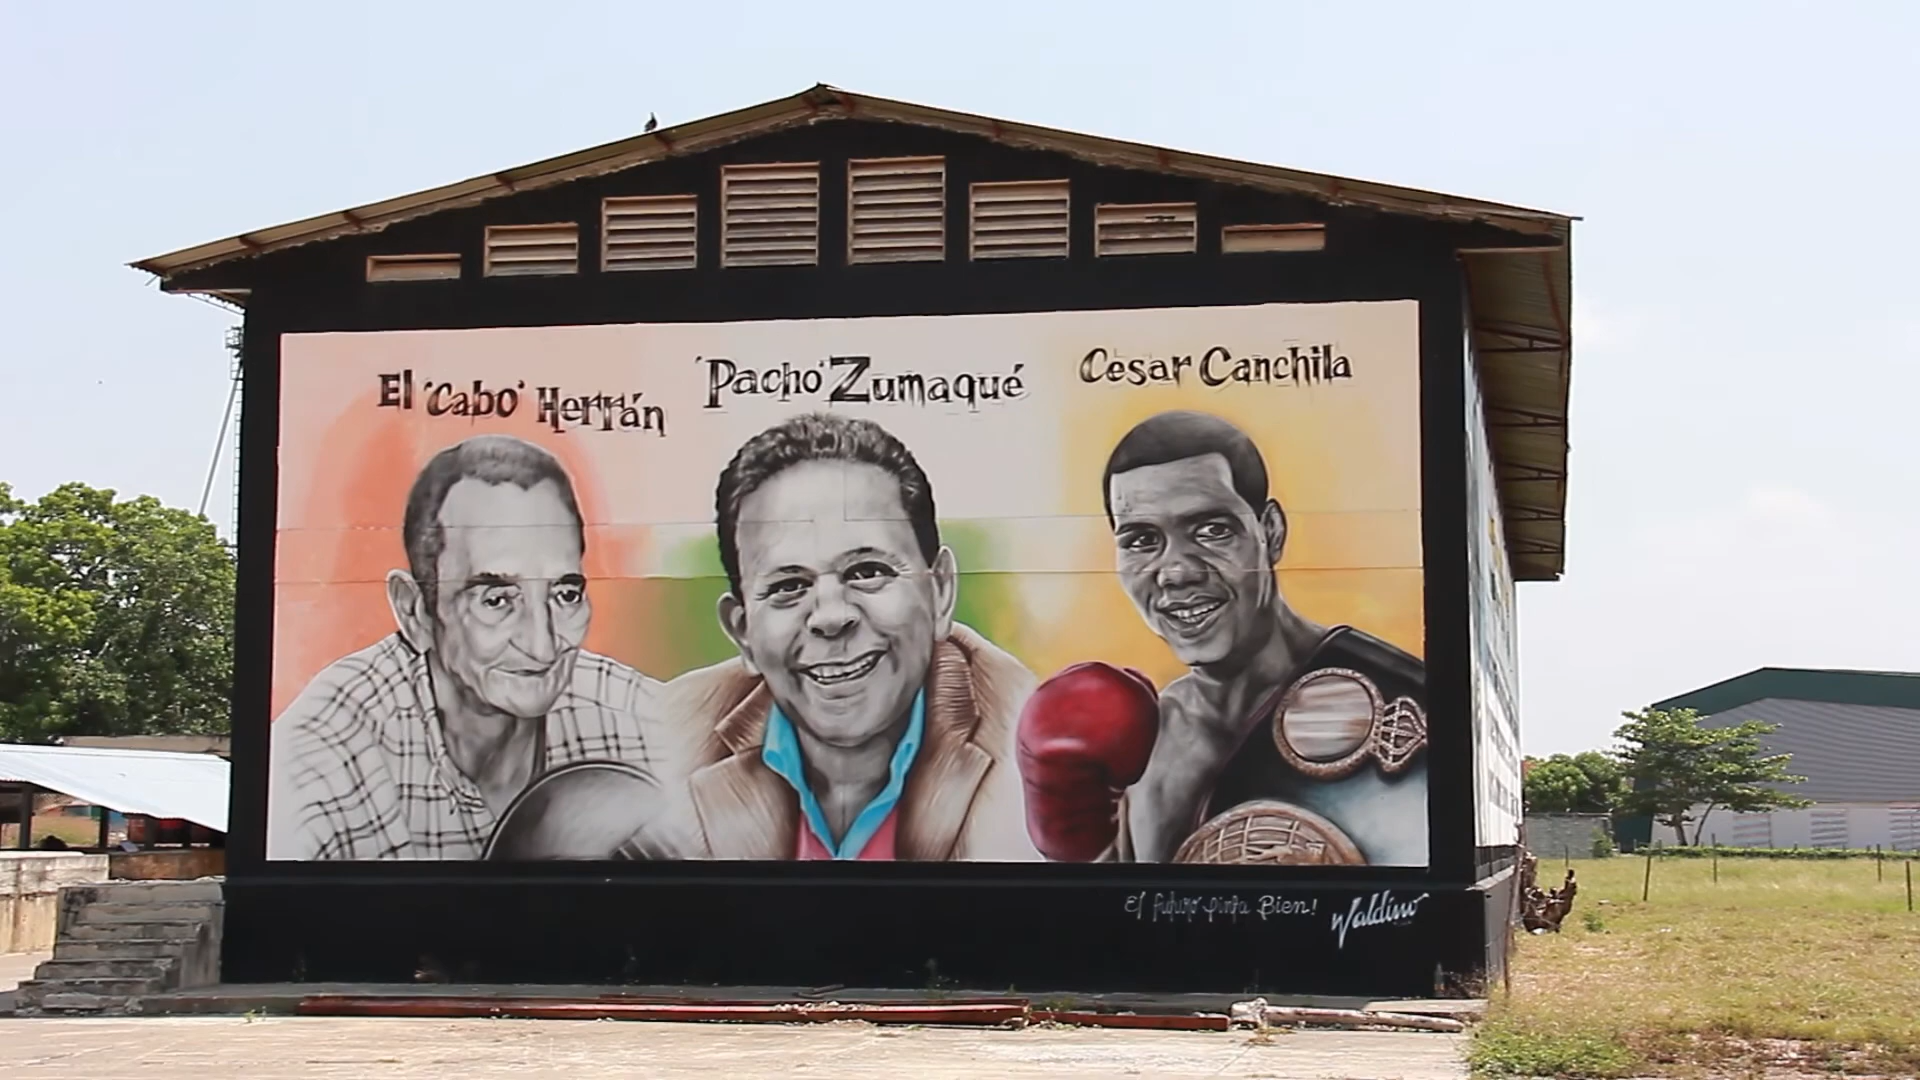 El 'Cabo' Herrán
'Pacho' Zumaqué
Cesar Canchila
El futuro pinta Bien!
Waldino